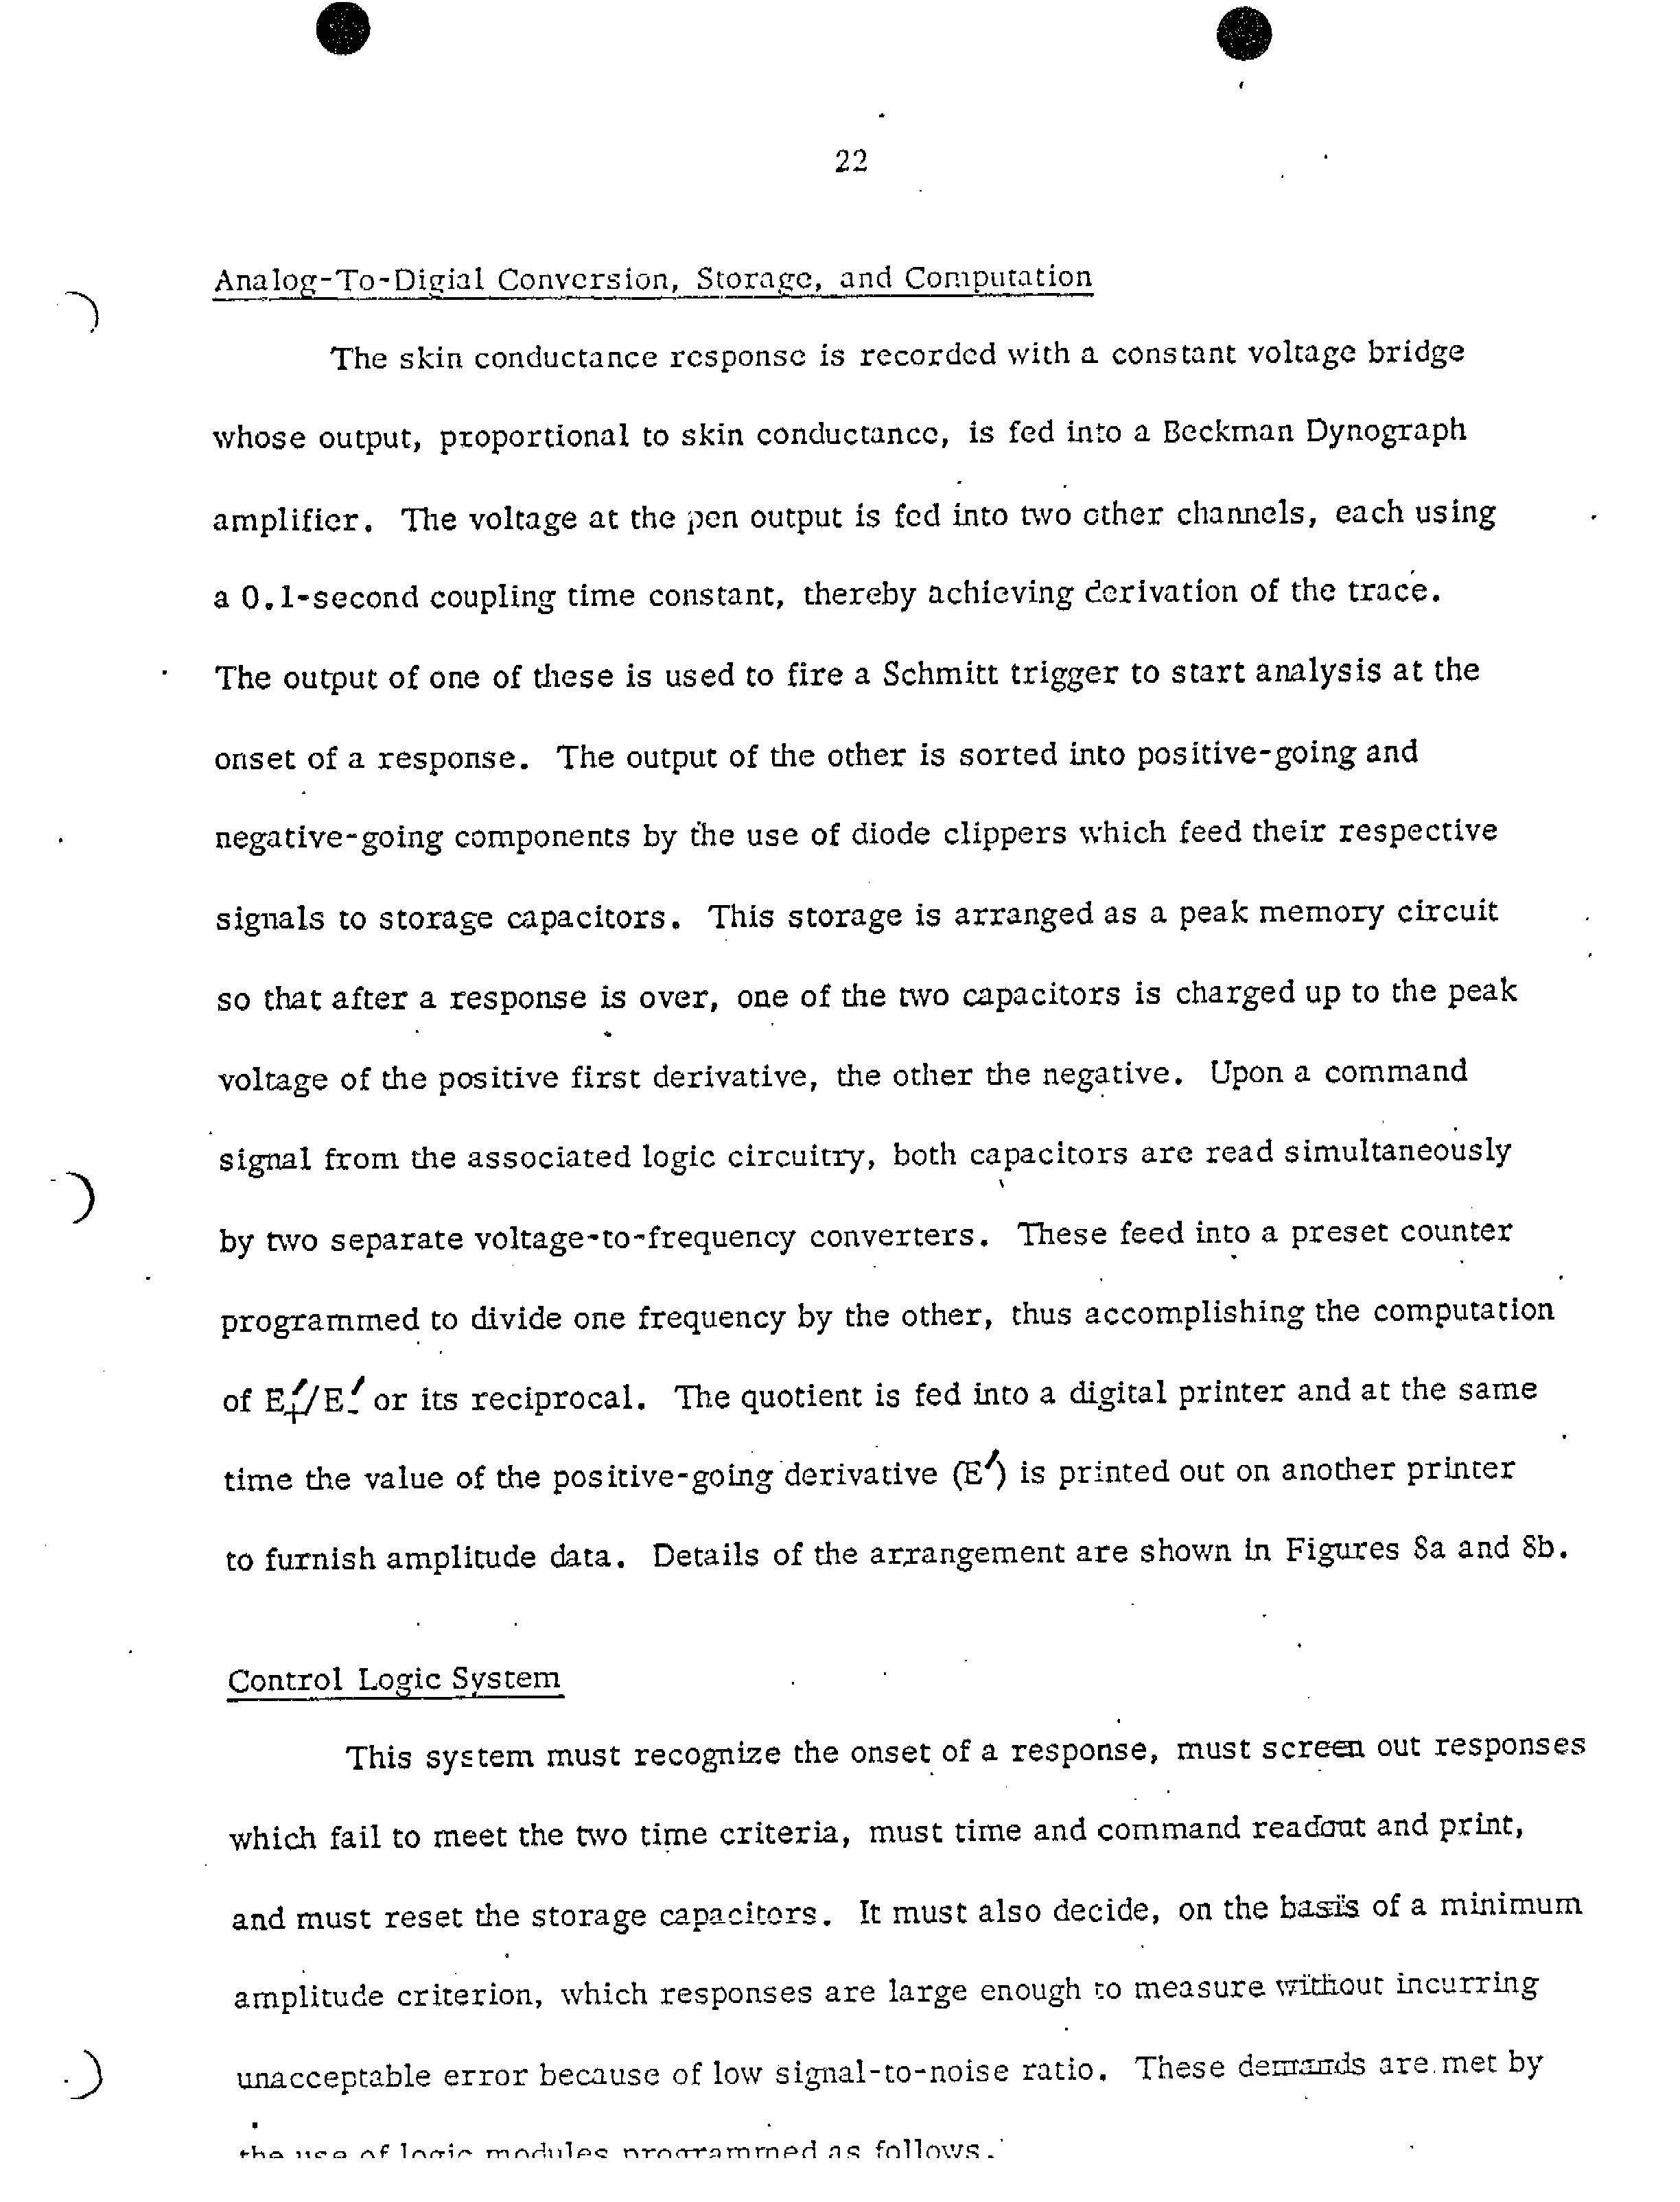 22
Analog-To-Digial Conversion, Storage, and Computation
The skin conductance response is recorded with a constant voltage bridge
whose output, proportional to skin conductance, is fed into a Beckman Dynograph
amplifier. The voltage at the pen output is fed into two other channels, each using
a 0.1-second coupling time constant, thereby achieving derivation of the trace.
The output of one of these is used to fire a Schmitt trigger to start analysis at the
onset of a response. The output of the other is sorted into positive-going and
negative-going components by the use of diode clippers which feed their respective
signals to storage capacitors. This storage is arranged as a peak memory circuit
so that after a response is over, one of the two capacitors is charged up to the peak
voltage of the positive first derivative, the other the negative. Upon a command
signal from the associated logic circuitry, both capacitors are read simultaneously
by two separate voltage-to-frequency converters. These feed into a preset counter
programmed to divide one frequency by the other, thus accomplishing the computation
of E₊′/E₋′ or its reciprocal. The quotient is fed into a digital printer and at the same
time the value of the positive-going derivative (E′) is printed out on another printer
to furnish amplitude data. Details of the arrangement are shown in Figures 8a and 8b.
Control Logic System
This system must recognize the onset of a response, must screen out responses
which fail to meet the two time criteria, must time and command readout and print,
and must reset the storage capacitors. It must also decide, on the basis of a minimum
amplitude criterion, which responses are large enough to measure without incurring
unacceptable error because of low signal-to-noise ratio. These demands are met by
the use of logic modules programmed as follows.